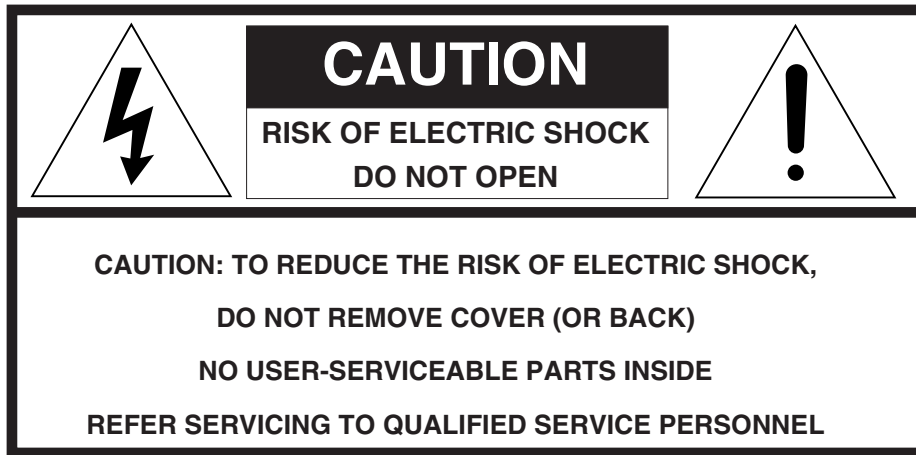 CAUTION
RISK OF ELECTRIC SHOCK
DO NOT OPEN
CAUTION: TO REDUCE THE RISK OF ELECTRIC SHOCK,
DO NOT REMOVE COVER (OR BACK)
NO USER-SERVICEABLE PARTS INSIDE
REFER SERVICING TO QUALIFIED SERVICE PERSONNEL